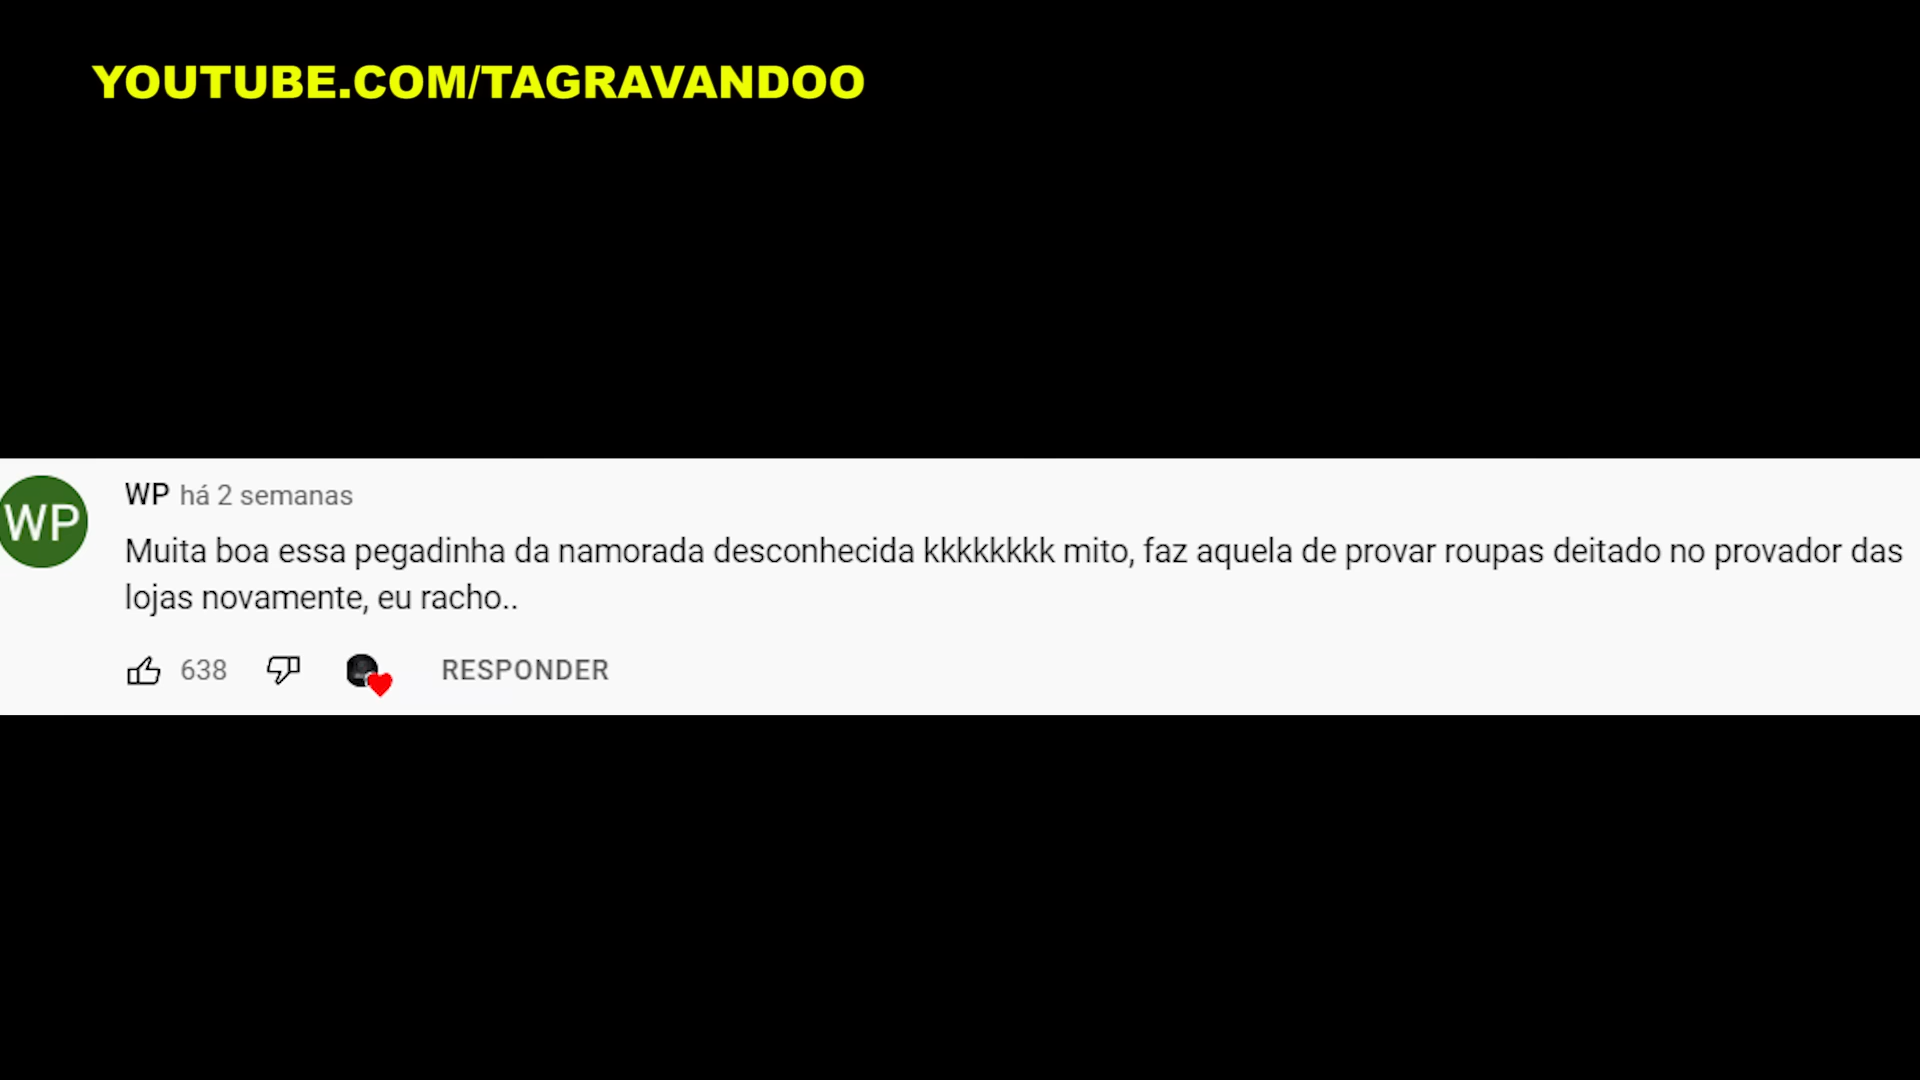 YOUTUBE.COM/TAGRAVANDOO
WP
WP há 2 semanas
Muita boa essa pegadinha da namorada desconhecida kkkkkkkk mito, faz aquela de provar roupas deitado no provador das
lojas novamente, eu racho..
638 RESPONDER